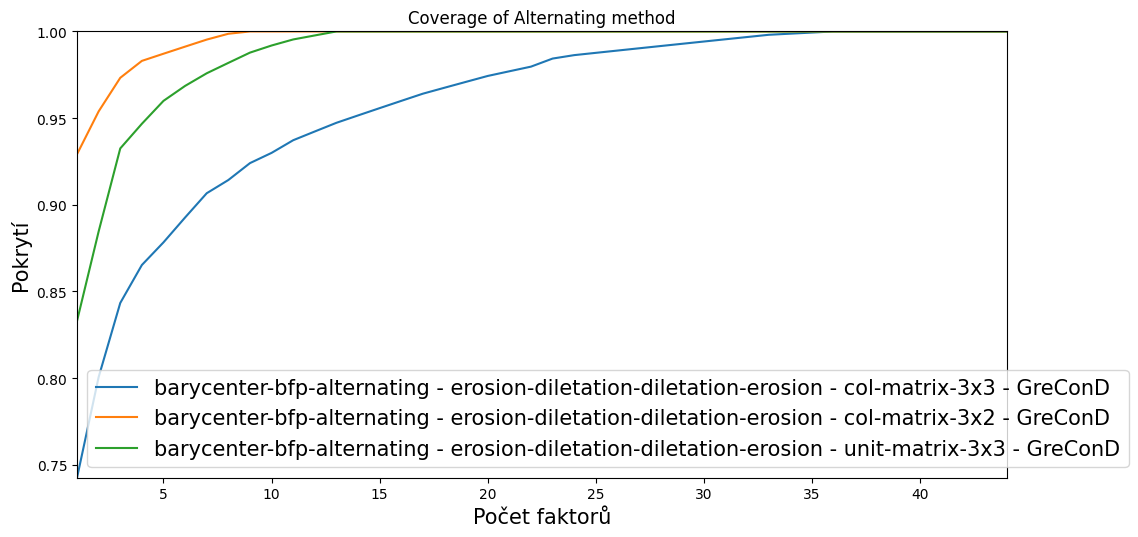 Coverage of Alternating method
1.00
0.95
0.90
0.85
0.80
0.75
Pokrytí
barycenter-bfp-alternating - erosion-diletation-diletation-erosion - col-matrix-3x3 - GreConD
barycenter-bfp-alternating - erosion-diletation-diletation-erosion - col-matrix-3x2 - GreConD
barycenter-bfp-alternating - erosion-diletation-diletation-erosion - unit-matrix-3x3 - GreConD
5 10 15 20 25 30 35 40
Počet faktorů